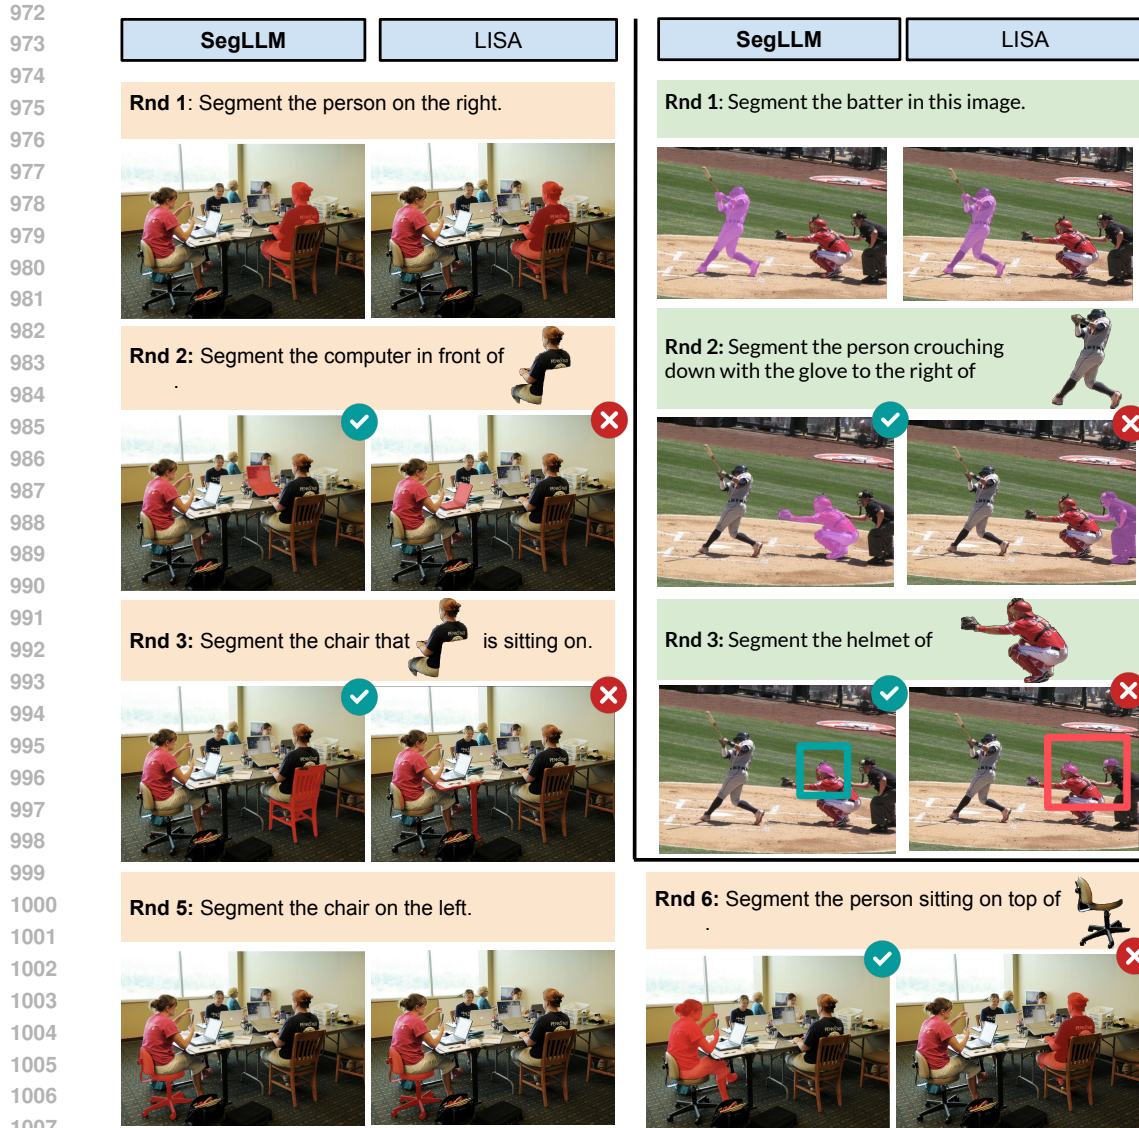 972
973
974
975
976
977
978
979
980
981
982
983
984
985
986
987
988
989
990
991
992
993
994
995
996
997
998
999
1000
1001
1002
1003
1004
1005
1006
1007
SegLLM
LISA
Rnd 1: Segment the person on the right.
Rnd 2: Segment the computer in front of
.
Rnd 3: Segment the chair that is sitting on.
Rnd 5: Segment the chair on the left.
SegLLM
LISA
Rnd 1: Segment the batter in this image.
Rnd 2: Segment the person crouching
down with the glove to the right of
Rnd 3: Segment the helmet of
Rnd 6: Segment the person sitting on top of
.